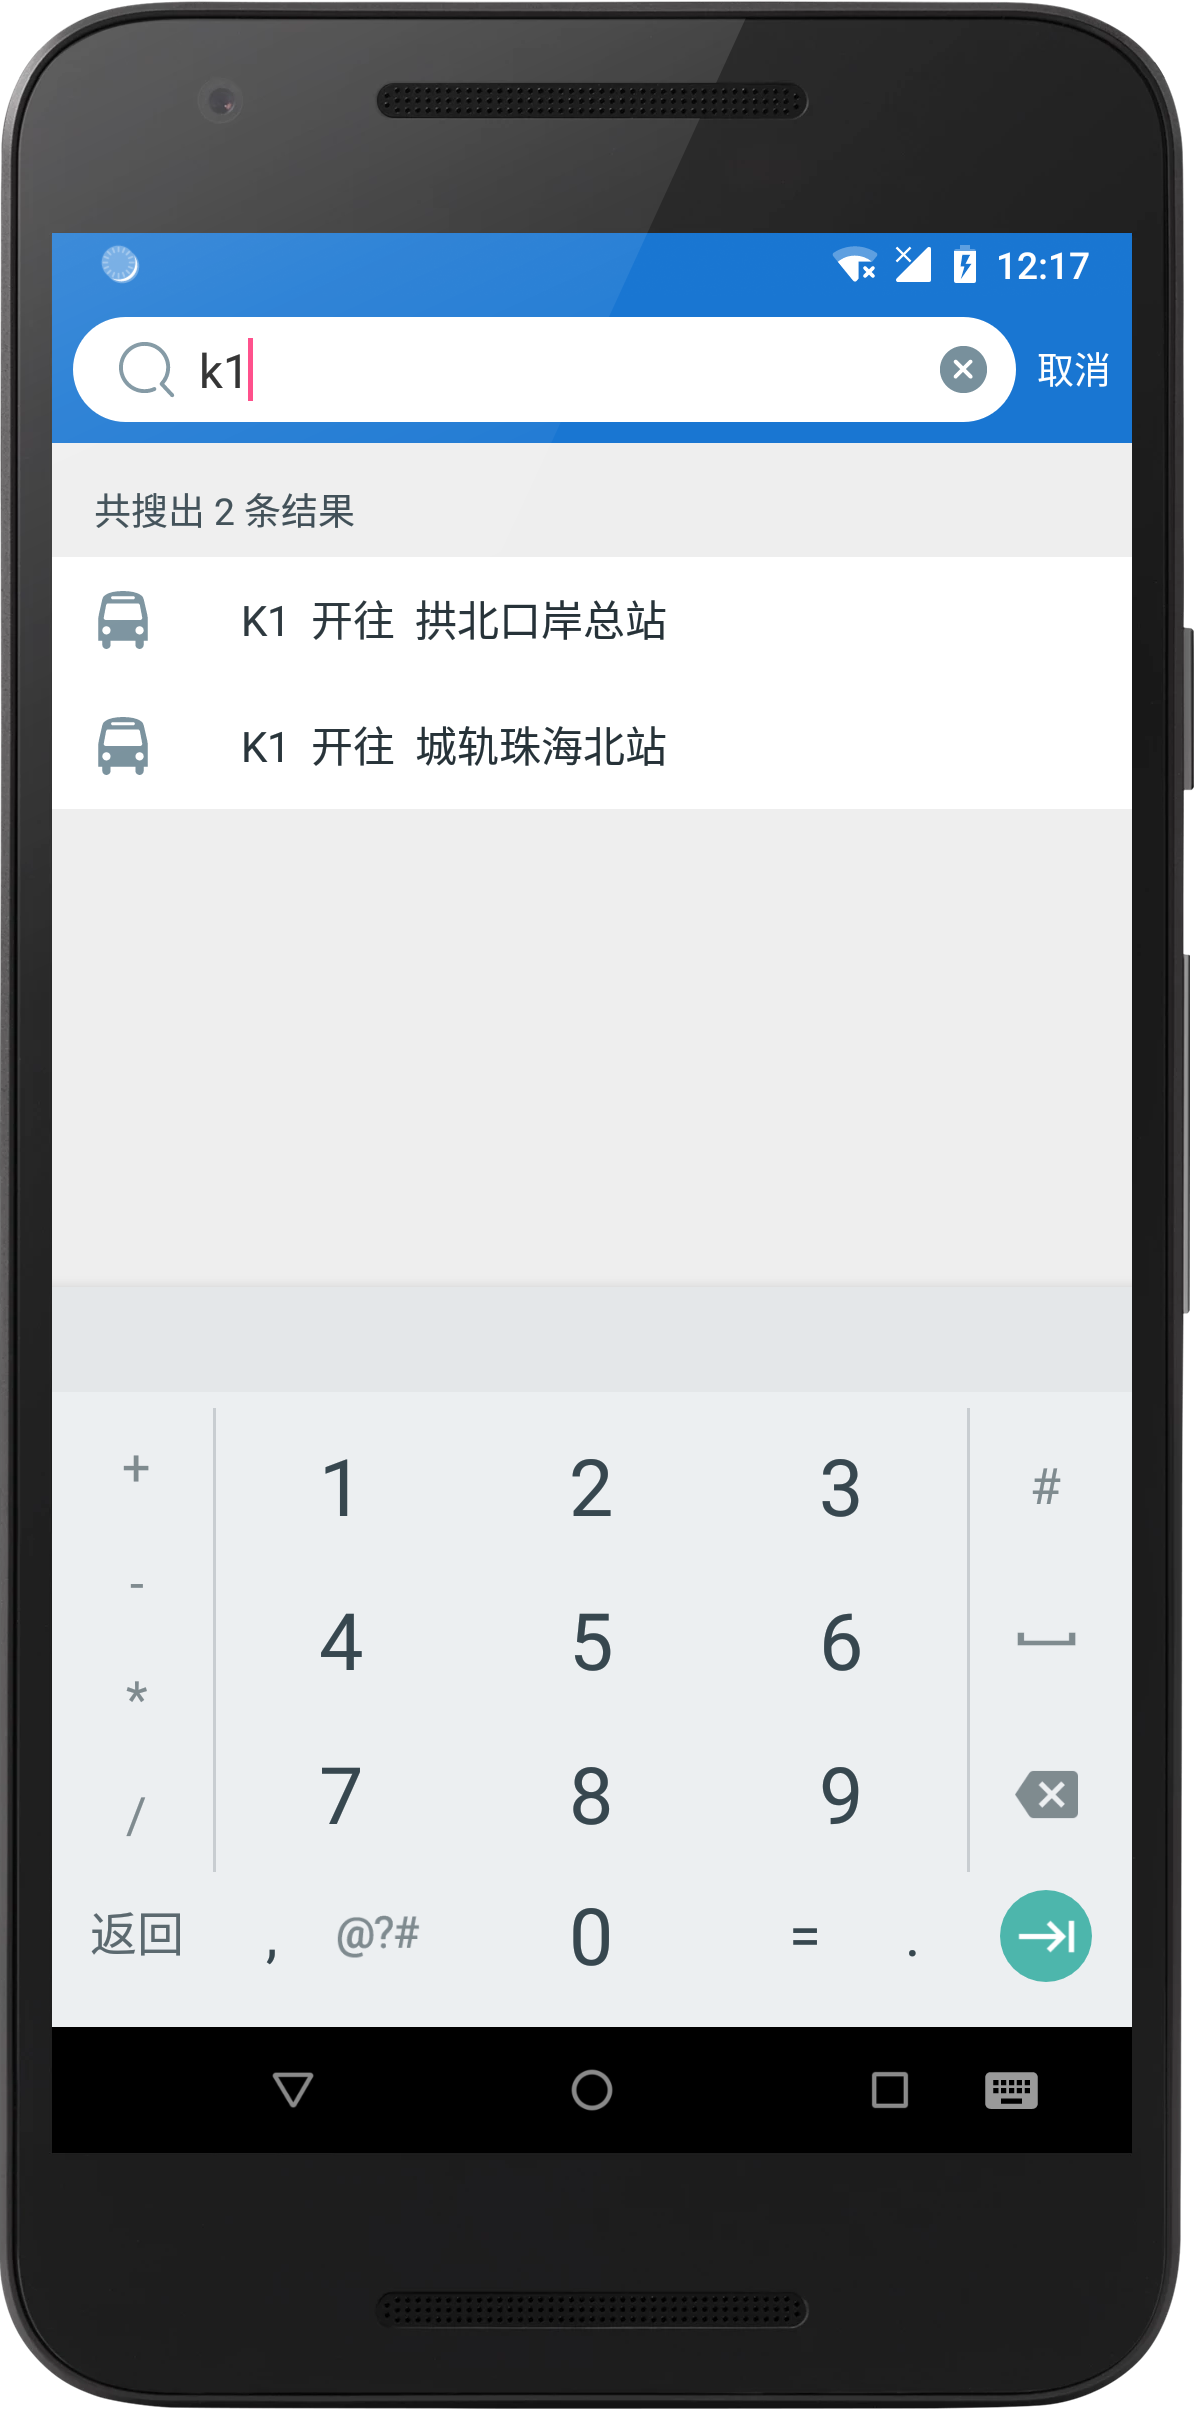 12:17
k1 取消
共搜出 2 条结果
K1 开往 拱北口岸总站
K1 开往 城轨珠海北站
+ 1 2 3 #
- 4 5 6
*
/ 7 8 9
返回 , @?# 0 = .